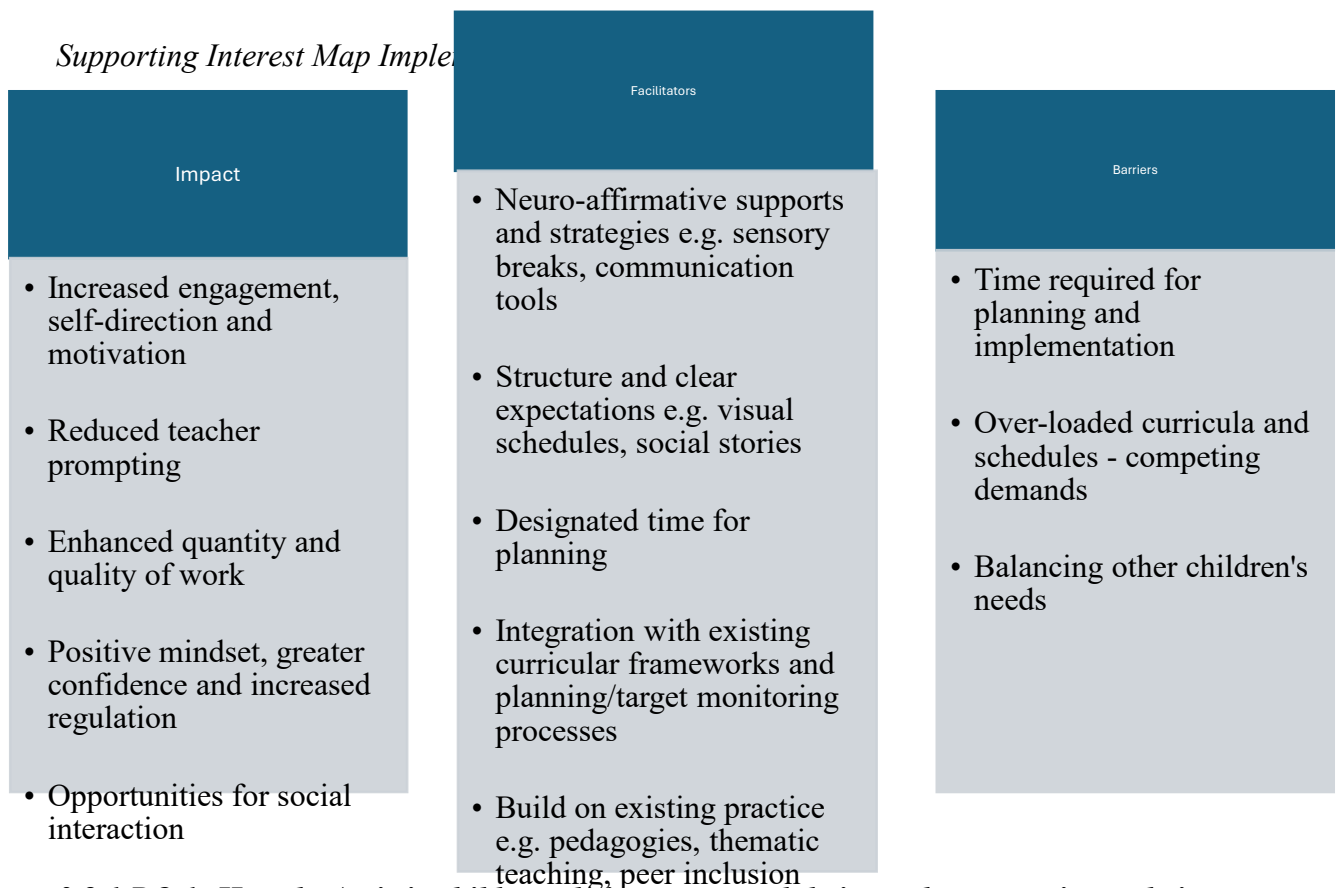 Supporting Interest Map
Impact
• Increased engagement,
self-direction and
motivation
• Reduced teacher
prompting
• Enhanced quantity and
quality of work
• Positive mindset, greater
confidence and increased
regulation
• Opportunities for social
interaction
Facilitators
• Neuro-affirmative supports
and strategies e.g. sensory
breaks, communication
tools
• Structure and clear
expectations e.g. visual
schedules, social stories
• Designated time for
planning
• Integration with existing
curricular frameworks and
planning/target monitoring
processes
• Build on existing practice
e.g. pedagogies, thematic
teaching, peer inclusion
Barriers
• Time required for
planning and
implementation
• Over-loaded curricula and
schedules - competing
demands
• Balancing other children's
needs